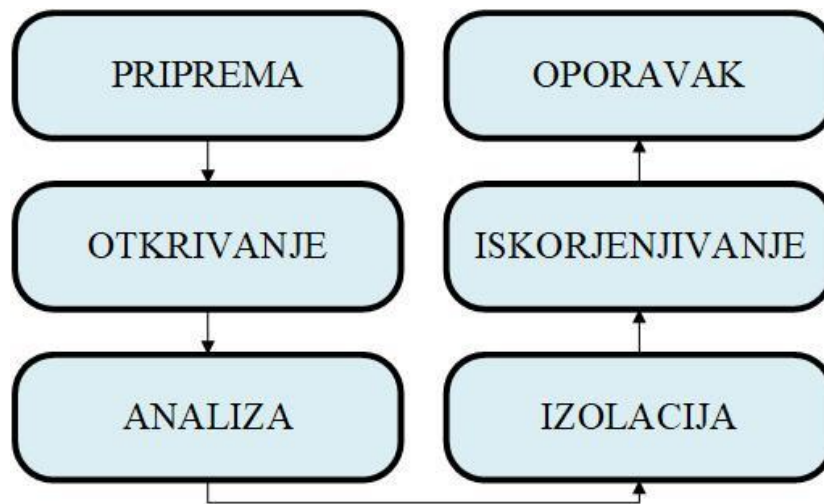 PRIPREMA
OTKRIVANJE
ANALIZA
IZOLACIJA
ISKORJENJIVANJE
OPORAVAK